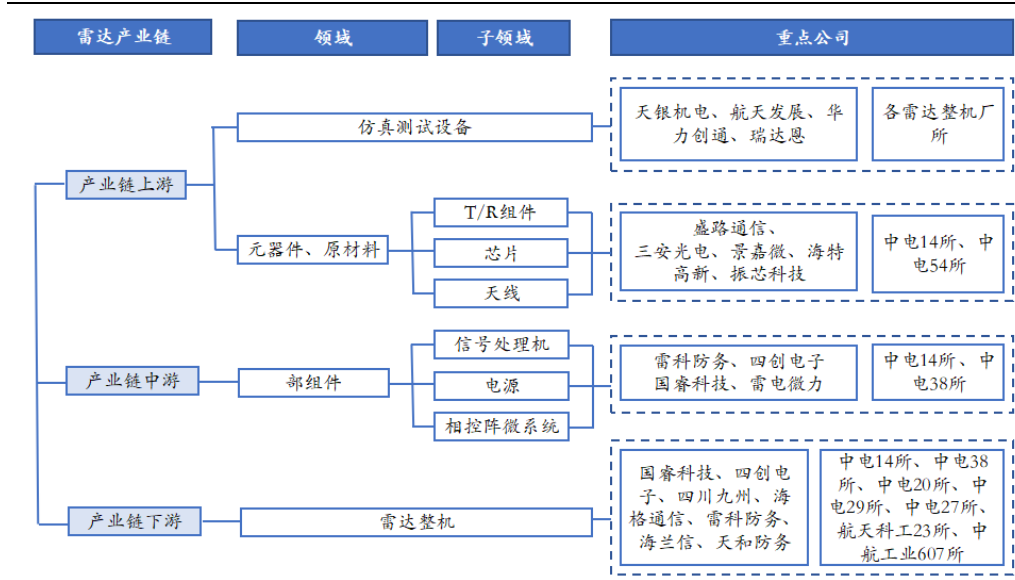 雷达产业链
领域
子领域
重点公司
仿真测试设备
天银机电、航天发展、华
力创通、瑞达恩
各雷达整机厂
所
产业链上游
元器件、原材料
T/R组件
芯片
天线
盛路通信、
三安光电、景嘉微、海特
高新、振芯科技
中电14所、中
电54所
产业链中游
部组件
信号处理机
电源
相控阵微系统
雷科防务、四创电子
国睿科技、雷电微力
中电14所、中
电38所
产业链下游
雷达整机
国睿科技、四创电
子、四川九州、海
格通信、雷科防务、
海兰信、天和防务
中电14所、中电38
所、中电20所、中
电29所、中电27所、
航天科工23所、中
航工业607所